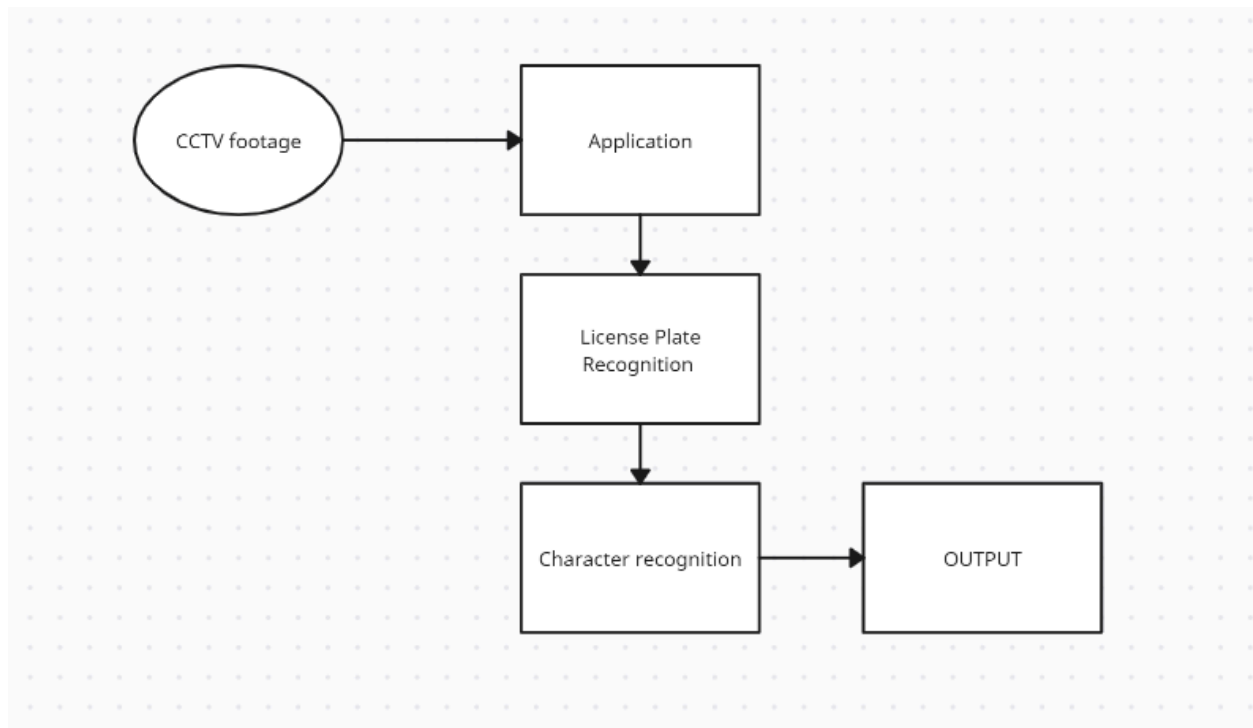 CCTV footage
Application
License Plate
Recognition
Character recognition
OUTPUT